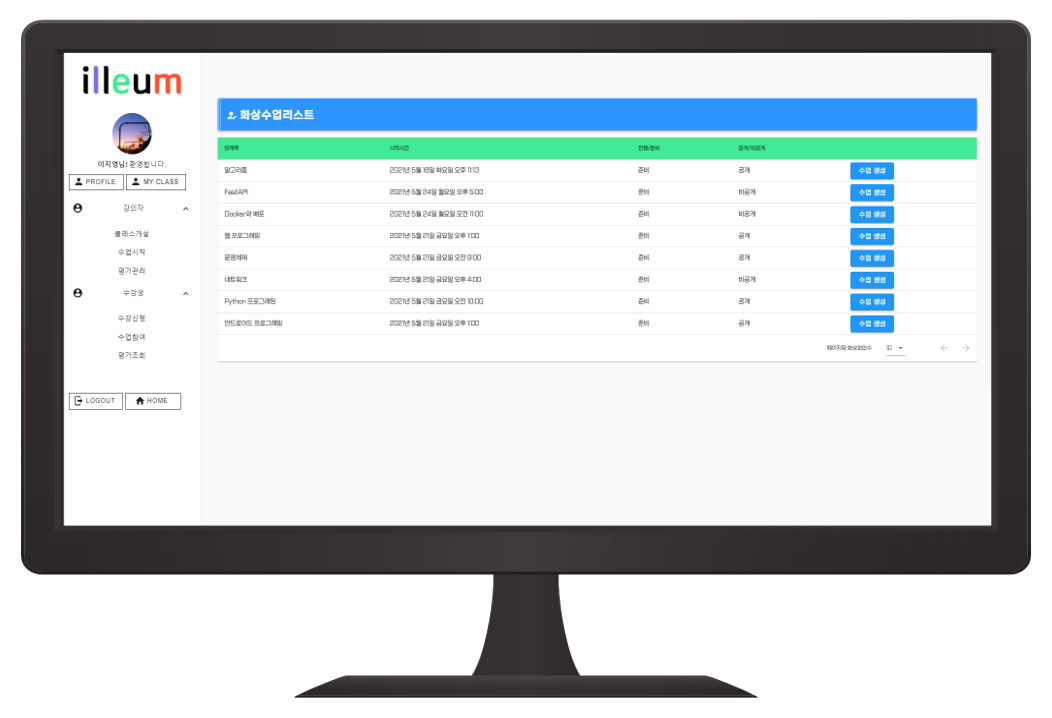 illeum
이지영님! 환영합니다.
PROFILE MY CLASS
강의자
클래스개설
수업시작
평가관리
수강생
수강신청
수업참여
평가조회
LOGOUT HOME
화상수업리스트
방제목 시작시간 진행/준비 공개/비공개
알고리즘 2021년 5월 18일 화요일 오후 11:13 준비 공개 수업 생성
FastAPI 2021년 5월 24일 월요일 오후 5:00 준비 비공개 수업 생성
Docker와 배포 2021년 5월 24일 월요일 오전 11:00 준비 비공개 수업 생성
웹 프로그래밍 2021년 5월 21일 금요일 오후 1:00 준비 공개 수업 생성
운영체제 2021년 5월 21일 금요일 오전 9:00 준비 공개 수업 생성
네트워크 2021년 5월 21일 금요일 오후 4:00 준비 비공개 수업 생성
Python 프로그래밍 2021년 5월 21일 금요일 오전 10:00 준비 공개 수업 생성
안드로이드 프로그래밍 2021년 5월 21일 금요일 오후 1:00 준비 공개 수업 생성
페이지당 화상회의수 10